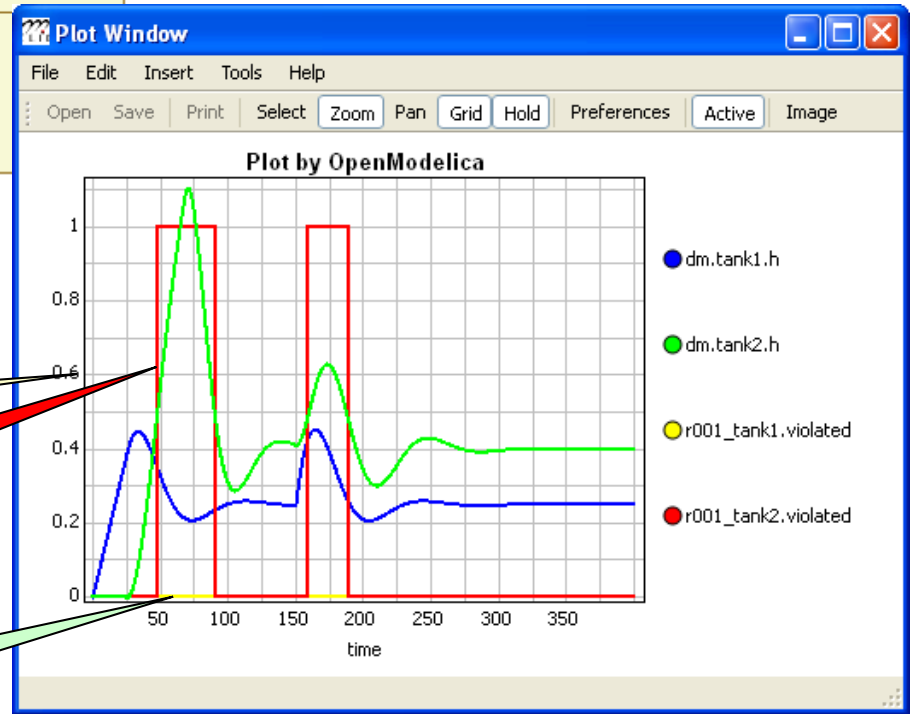 Plot Window
File Edit Insert Tools Help
Open Save Print Select Zoom Pan Grid Hold Preferences Active Image
Plot by OpenModelica
1
0.8
0.6
0.4
0.2
0
50 100 150 200 250 300 350
time
dm.tank1.h
dm.tank2.h
r001_tank1.violated
r001_tank2.violated